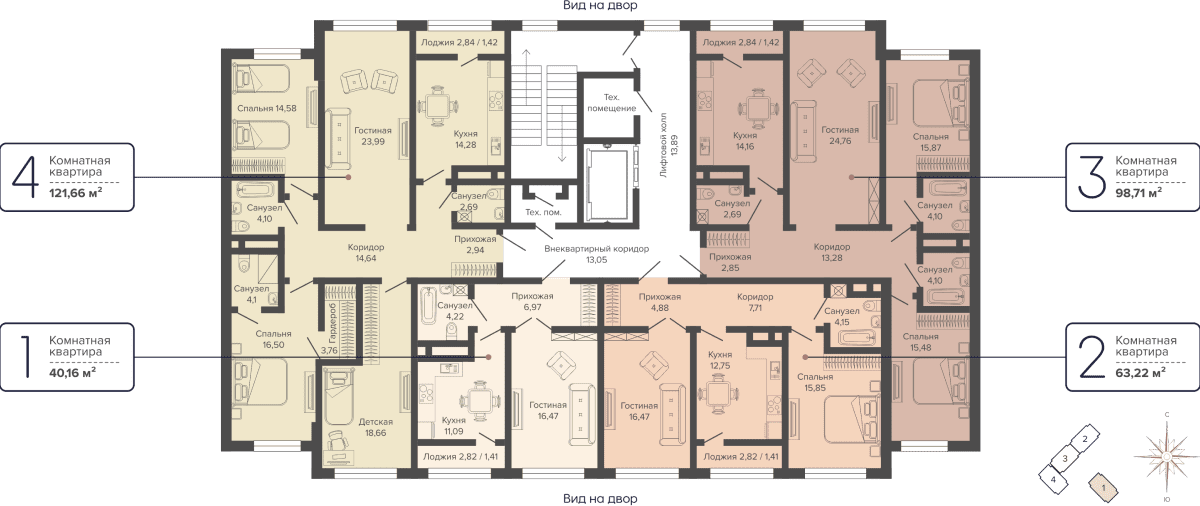 Вид на двор
Лоджия 2,84 / 1,42
Лоджия 2,84 / 1,42
Спальня 14,58
Гостиная
23,99
Кухня
14,28
Тех.
помещение
Лифтовой холл
13,89
Кухня
14,16
Гостиная
24,76
Спальня
15,87
4
Комнатная
квартира
121,66 м²
3
Комнатная
квартира
98,71 м²
Санузел
4,10
Санузел
2,69
Тех. пом.
Санузел
2,69
Санузел
4,10
Коридор
14,64
Прихожая
2,94
Внеквартирный коридор
13,05
Прихожая
2,85
Коридор
13,28
Санузел
4,1
Санузел
4,10
Гардероб
3,76
Санузел
4,22
Прихожая
6,97
Прихожая
4,88
Коридор
7,71
Санузел
4,15
Спальня
16,50
Спальня
15,48
1
Комнатная
квартира
40,16 м²
2
Комнатная
квартира
63,22 м²
Кухня
12,75
Спальня
15,85
Детская
18,66
Кухня
11,09
Гостиная
16,47
Гостиная
16,47
Лоджия 2,82 / 1,41
Лоджия 2,82 / 1,41
Вид на двор
С
Ю
2
3
4
1